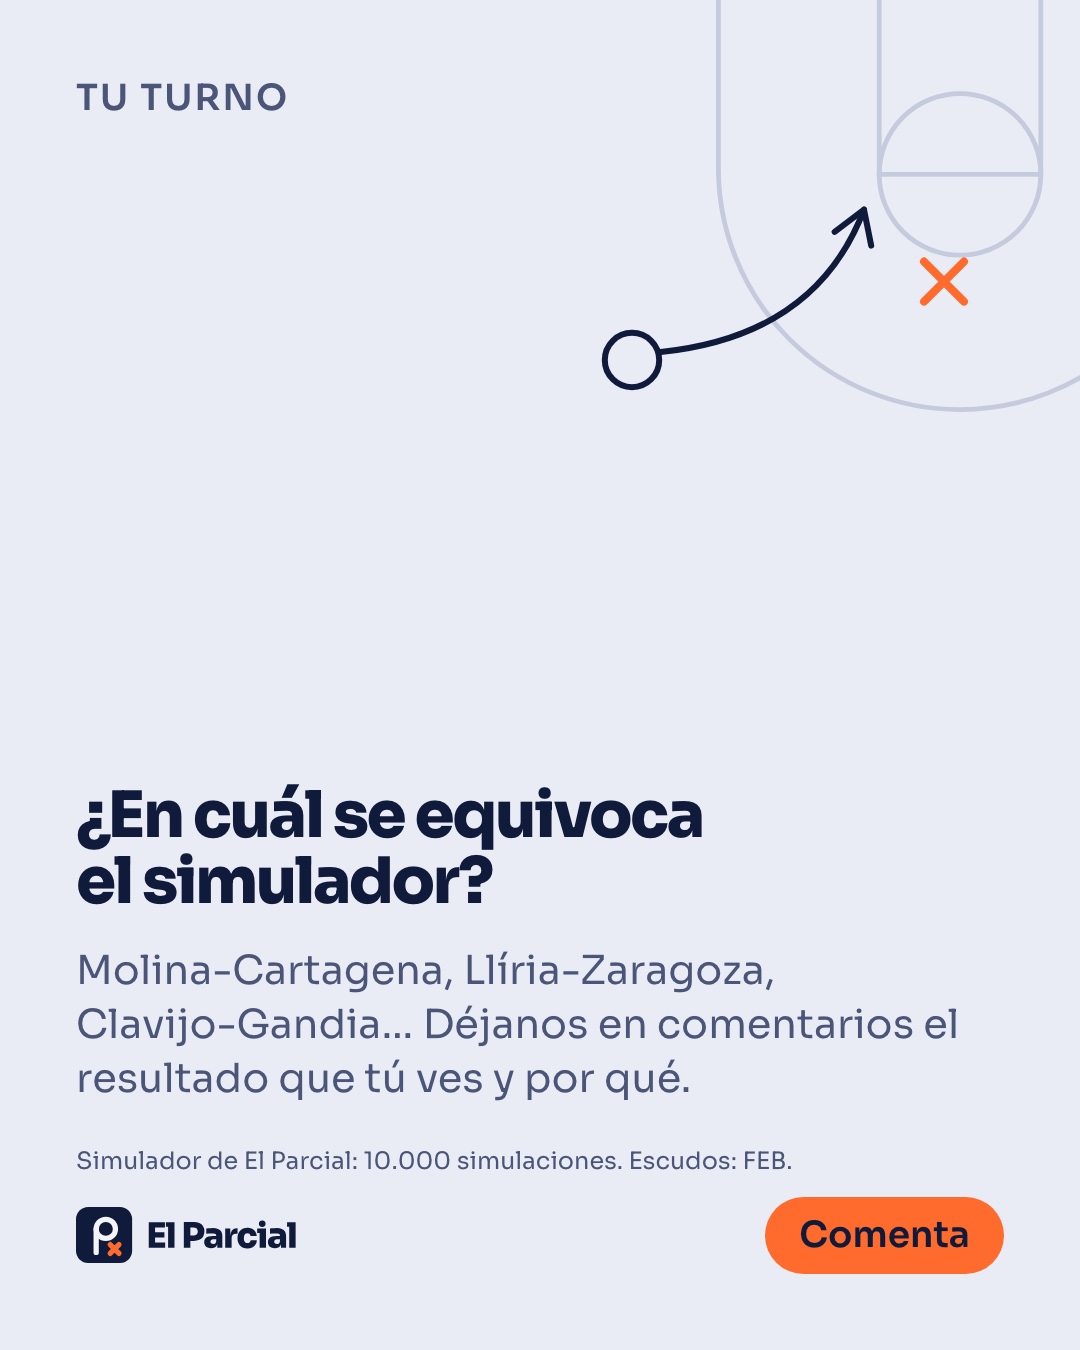 TU TURNO
¿En cuál se equivoca
el simulador?
Molina-Cartagena, Llíria-Zaragoza,
Clavijo-Gandia... Déjanos en comentarios el
resultado que tú ves y por qué.
Simulador de El Parcial: 10.000 simulaciones. Escudos: FEB.
El Parcial
Comenta